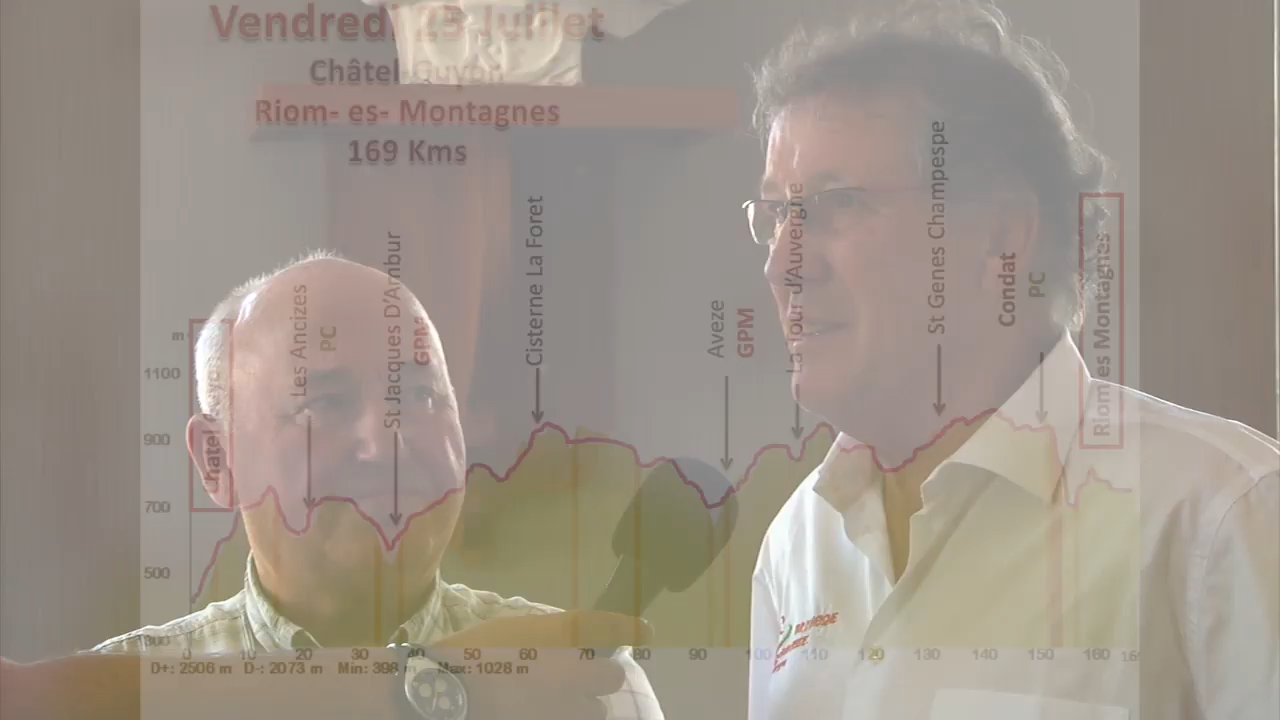 Vendredi 25 Juillet
Châtel-Guyon
Riom- es- Montagnes
169 Kms
Les Ancizes
PC
St Jacques D'Ambur
GPM
Cisterne La Foret
Aveze
GPM
La Tour d'Auvergne
St Genes Champespe
Condat
PC
Riom es Montagnes
m
1100
900
700
500
300
0 10 20 30 40 50 60 70 80 90 100 110 120 130 140 150 160
D+: 2506 m D-: 2073 m Min: 398 m Max: 1028 m